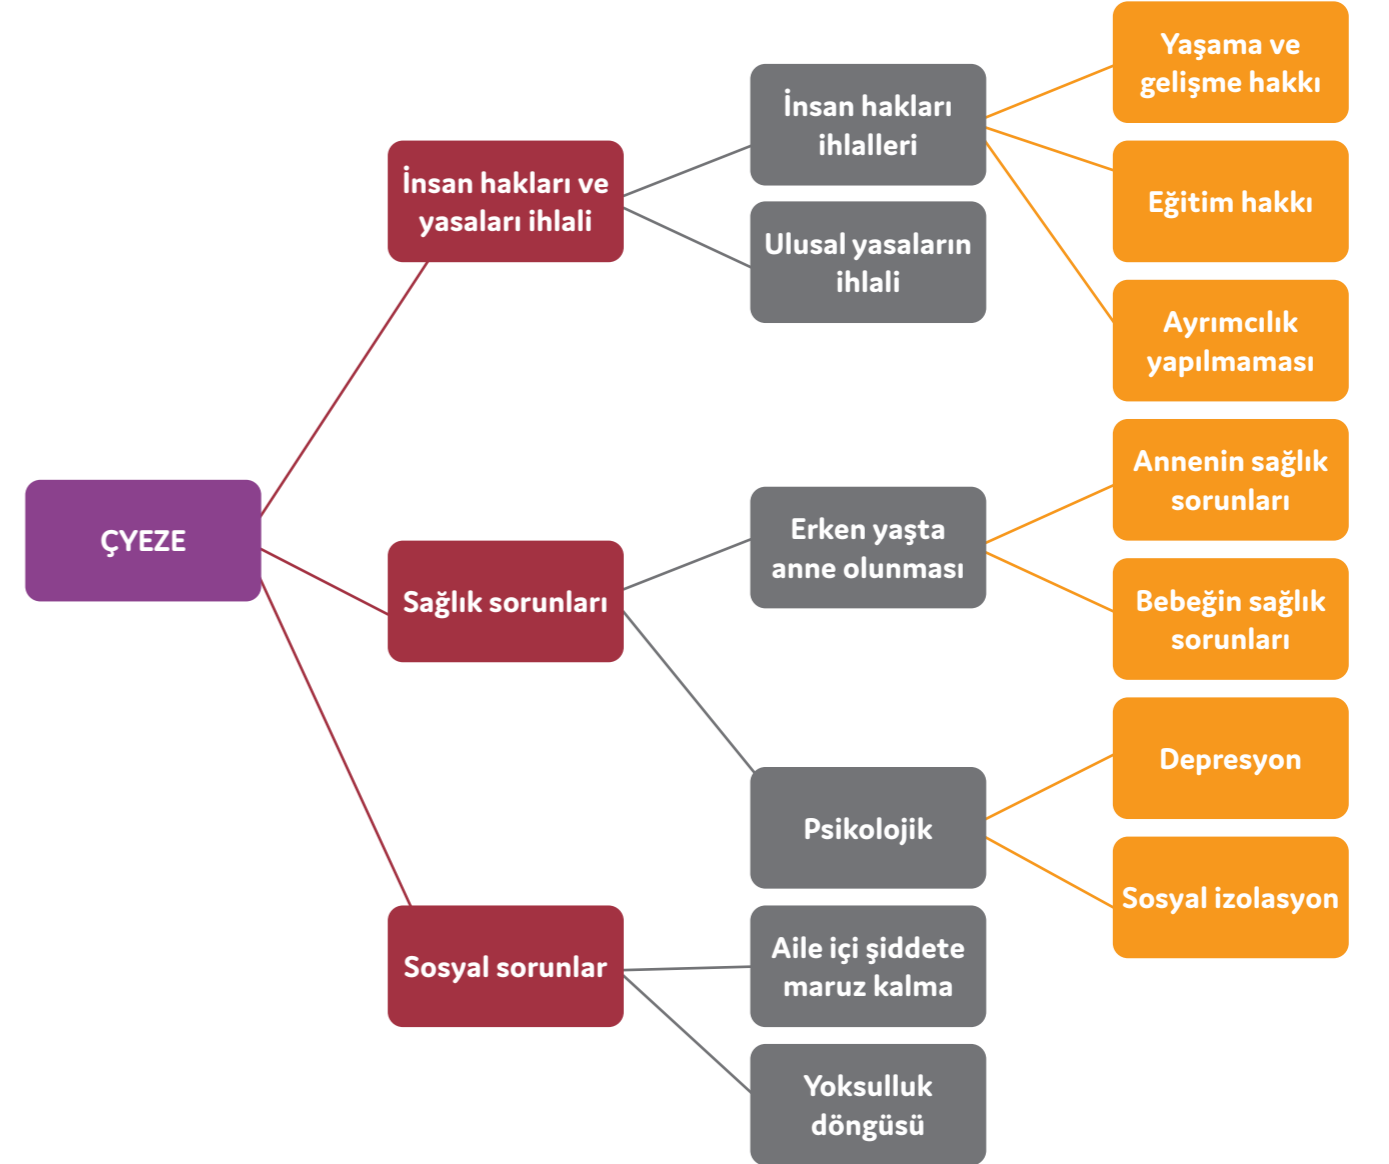 ÇYEZE
İnsan hakları ve
yasaları ihlali
İnsan hakları
ihlalleri
Yaşama ve
gelişme hakkı
Eğitim hakkı
Ayrımcılık
yapılmaması
Ulusal yasaların
ihlali
Sağlık sorunları
Erken yaşta
anne olunması
Annenin sağlık
sorunları
Bebeğin sağlık
sorunları
Psikolojik
Depresyon
Sosyal izolasyon
Sosyal sorunlar
Aile içi şiddete
maruz kalma
Yoksulluk
döngüsü